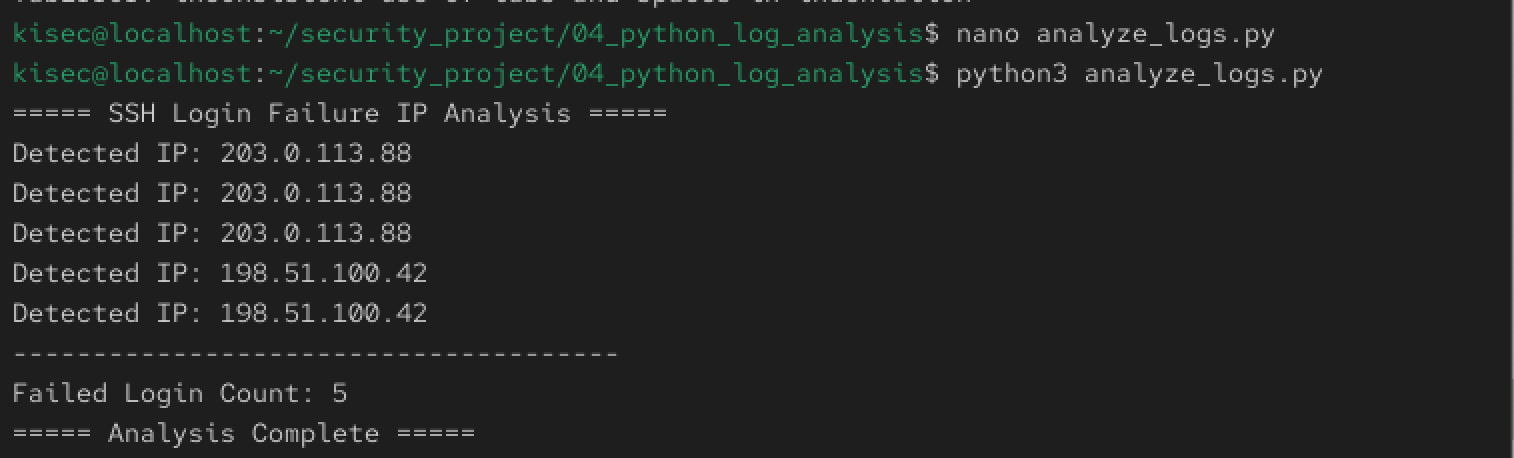 kisec@localhost:~/security_project/04_python_log_analysis$ nano analyze_logs.py
kisec@localhost:~/security_project/04_python_log_analysis$ python3 analyze_logs.py
===== SSH Login Failure IP Analysis =====
Detected IP: 203.0.113.88
Detected IP: 203.0.113.88
Detected IP: 203.0.113.88
Detected IP: 198.51.100.42
Detected IP: 198.51.100.42
--------------------------------------
Failed Login Count: 5
===== Analysis Complete =====